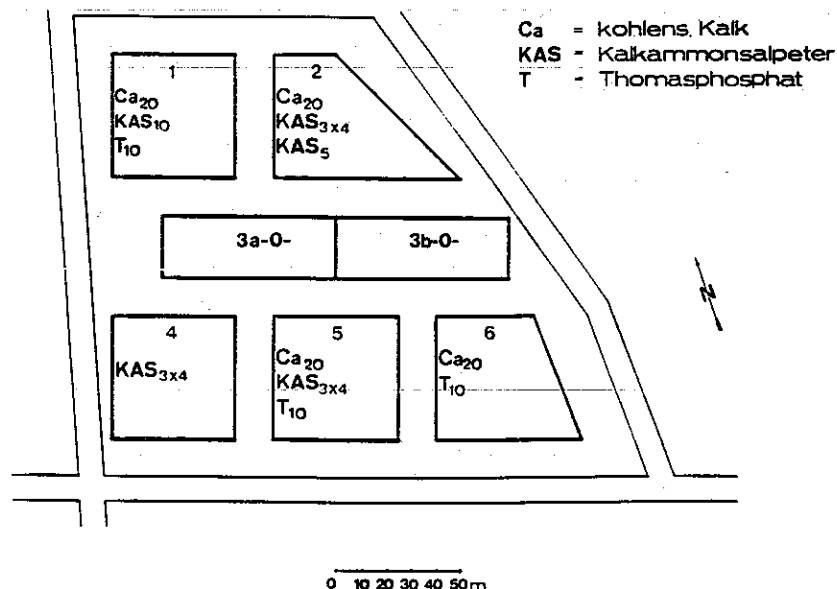 Ca = kohlens. Kalk
KAS - Kalkammonsalpeter
T - Thomasphosphat
1
Ca20
KAS10
T10
2
Ca20
KAS3x4
KAS5
3a-0-
3b-0-
N
4
KAS3x4
5
Ca20
KAS3x4
T10
6
Ca20
T10
0 10 20 30 40 50m